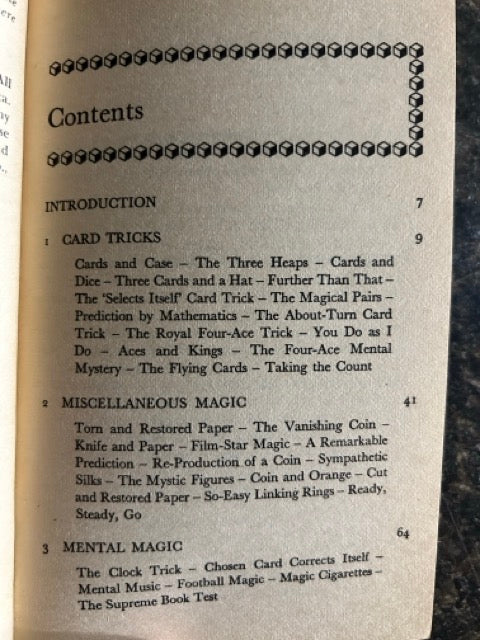 ere
All
a.
ny
se
d
Contents
INTRODUCTION 7
1 CARD TRICKS 9
Cards and Case – The Three Heaps – Cards and
Dice – Three Cards and a Hat – Further Than That –
The 'Selects Itself' Card Trick – The Magical Pairs –
Prediction by Mathematics – The About-Turn Card
Trick – The Royal Four-Ace Trick – You Do as I
Do – Aces and Kings – The Four-Ace Mental
Mystery – The Flying Cards – Taking the Count
2 MISCELLANEOUS MAGIC 41
Torn and Restored Paper – The Vanishing Coin –
Knife and Paper – Film-Star Magic – A Remarkable
Prediction – Re-Production of a Coin – Sympathetic
Silks – The Mystic Figures – Coin and Orange – Cut
and Restored Paper – So-Easy Linking Rings – Ready,
Steady, Go
3 MENTAL MAGIC 64
The Clock Trick – Chosen Card Corrects Itself –
Mental Music – Football Magic – Magic Cigarettes –
The Supreme Book Test